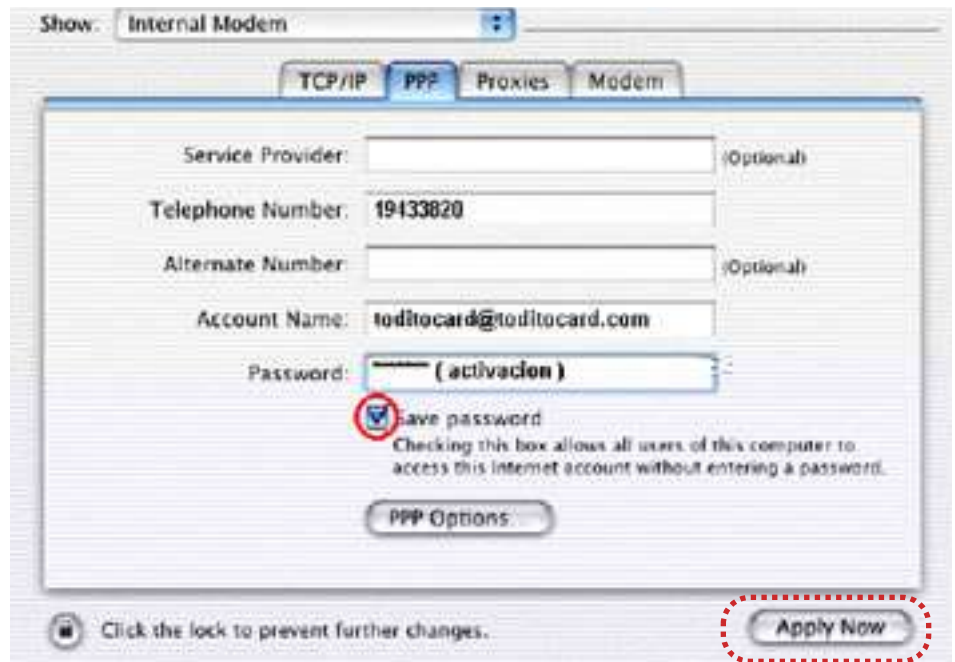 Show: Internal Modem
TCP/IP PPP Proxies Modem
Service Provider: (Optional)
Telephone Number: 19433820
Alternate Number: (Optional)
Account Name: toditocard@toditocard.com
Password: ****** ( activacion )
Save password
Checking this box allows all users of this computer to
access this Internet account without entering a password.
PPP Options...
Click the lock to prevent further changes.
Apply Now